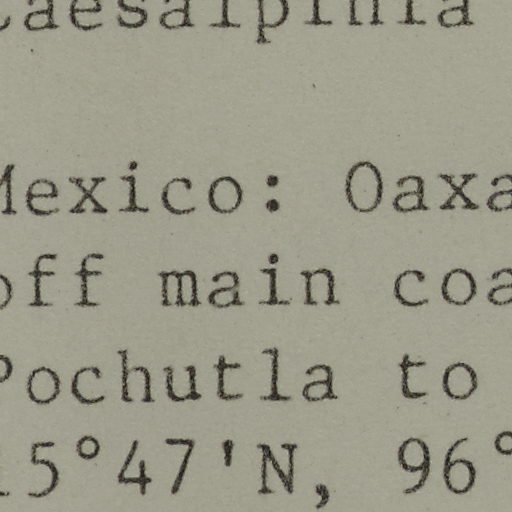 Caesalpinia
Mexico: Oaxa
off main coa
Pochutla to
15°47'N, 96°